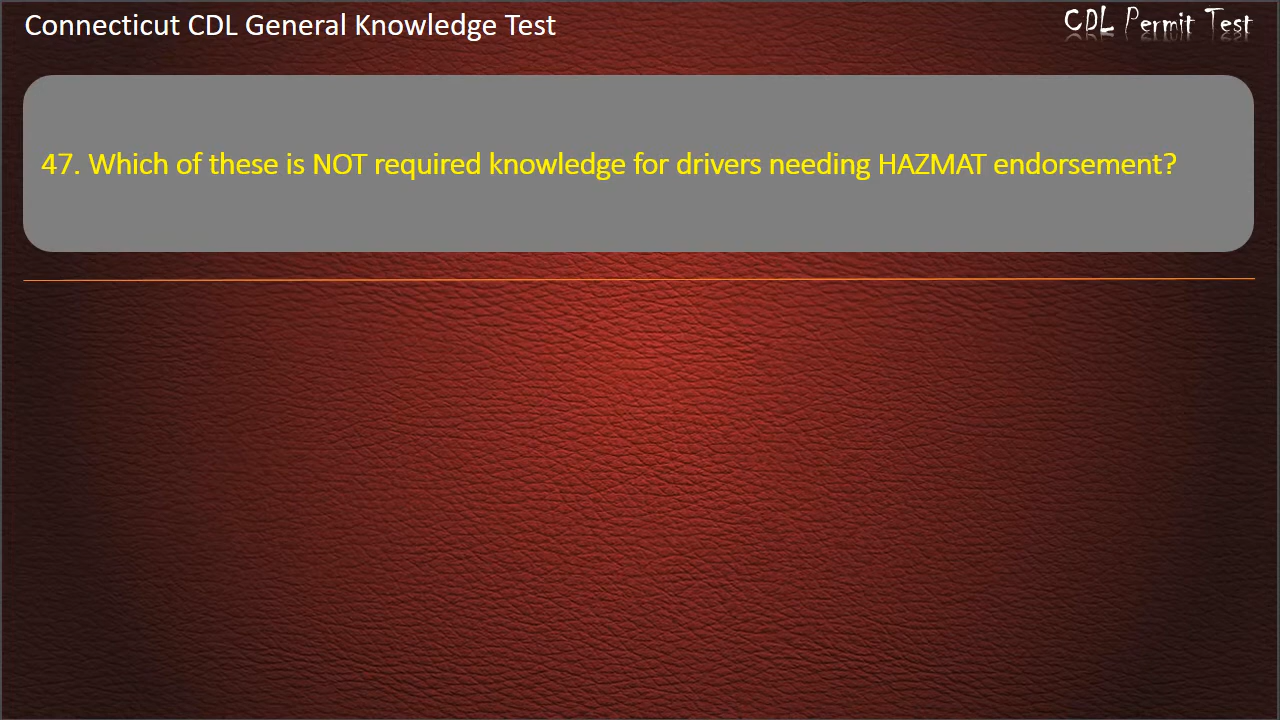 Connecticut CDL General Knowledge Test
CDL Permit Test
47. Which of these is NOT required knowledge for drivers needing HAZMAT endorsement?